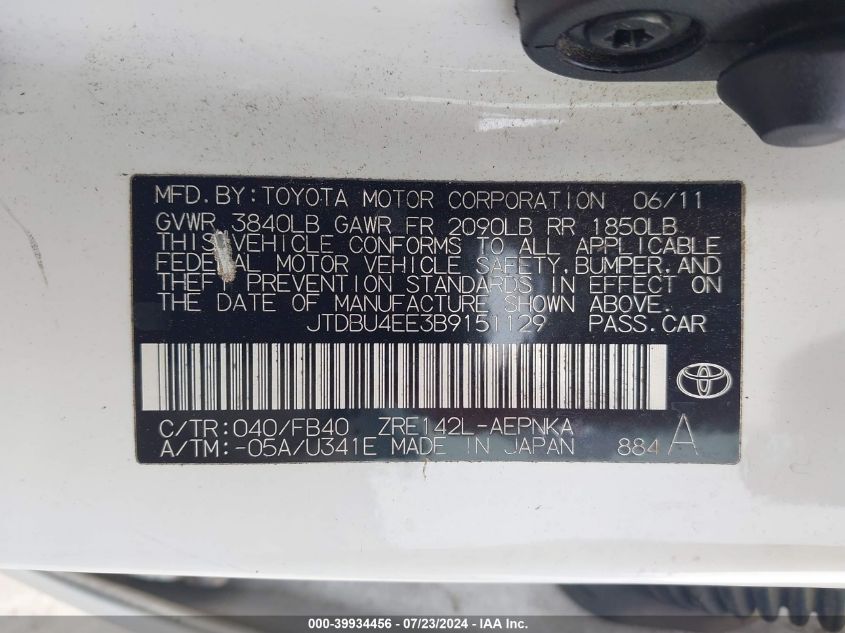 MFD. BY: TOYOTA MOTOR CORPORATION 06/11
GVWR 3840LB GAWR FR 2090LB RR 1850LB
THIS VEHICLE CONFORMS TO ALL APPLICABLE
FEDERAL MOTOR VEHICLE SAFETY, BUMPER, AND
THEFT PREVENTION STANDARDS IN EFFECT ON
THE DATE OF MANUFACTURE SHOWN ABOVE.
JTDBU4EE3B9151129 PASS. CAR
C/TR: 040/FB40 ZRE142L-AEPNKA
A/TM: -05A/U341E MADE IN JAPAN 884 A
000-39934456 - 07/23/2024 - IAA Inc.